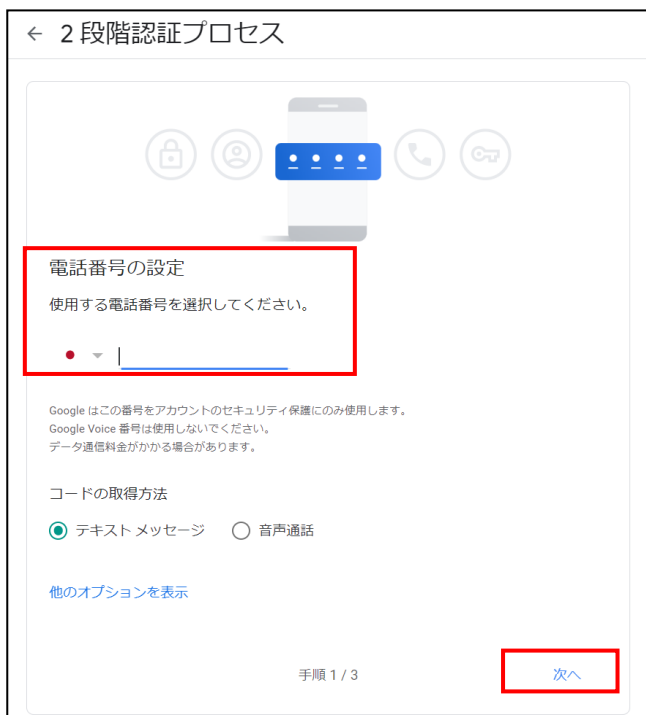 ← 2 段階認証プロセス
電話番号の設定
使用する電話番号を選択してください。
Google はこの番号をアカウントのセキュリティ保護にのみ使用します。
Google Voice 番号は使用しないでください。
データ通信料金がかかる場合があります。
コードの取得方法
テキスト メッセージ 音声通話
他のオプションを表示
手順 1 / 3 次へ